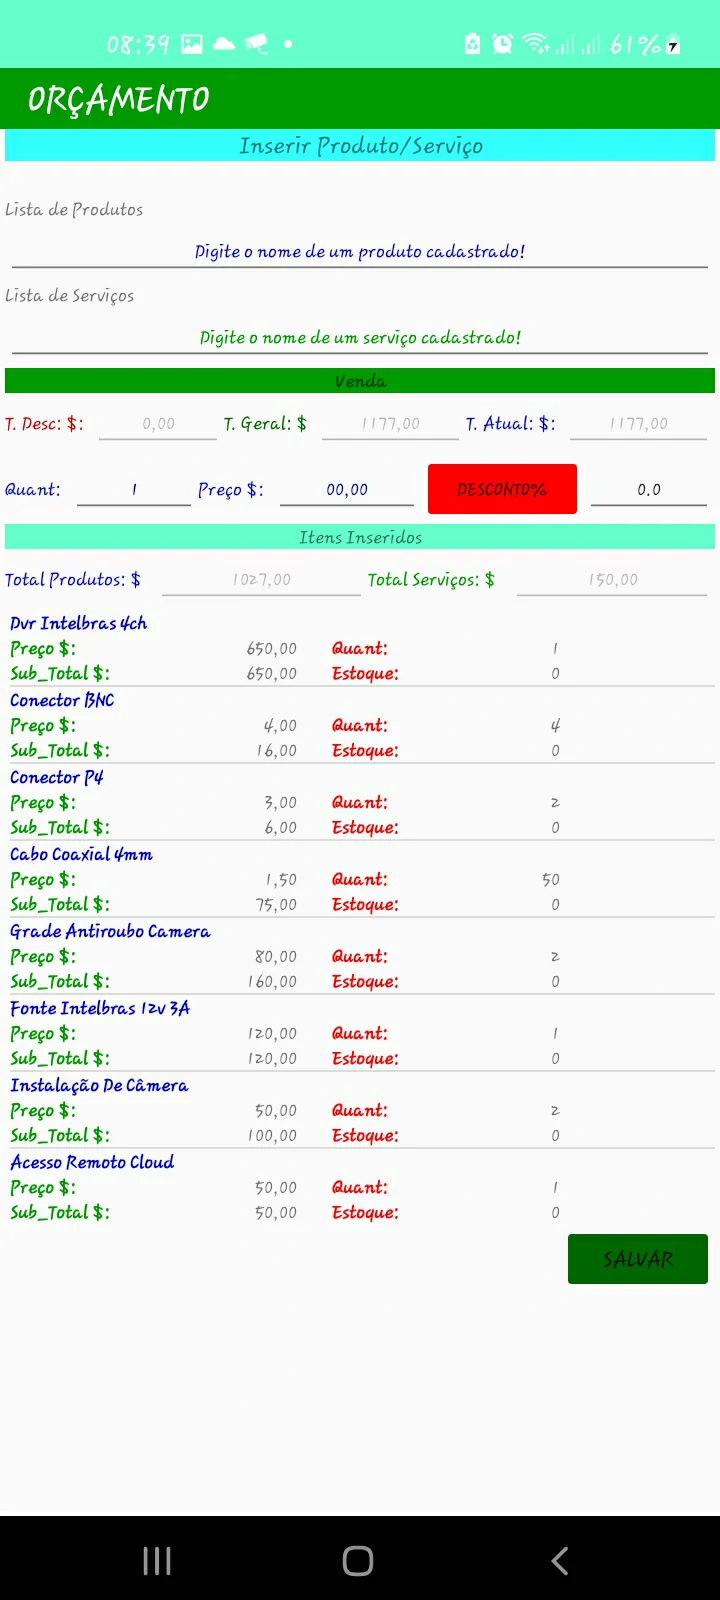 08:39 61%
ORÇAMENTO
Inserir Produto/Serviço
Lista de Produtos
Digite o nome de um produto cadastrado!
Lista de Serviços
Digite o nome de um serviço cadastrado!
Venda
T. Desc: $: 0,00 T. Geral: $ 1177,00 T. Atual: $: 1177,00
Quant: 1 Preço $: 00,00 DESCONTO% 0.0
Itens Inseridos
Total Produtos: $ 1027,00 Total Serviços: $ 150,00
Dvr Intelbras 4ch
Preço $: 650,00 Quant: 1
Sub_Total $: 650,00 Estoque: 0
Conector BNC
Preço $: 4,00 Quant: 4
Sub_Total $: 16,00 Estoque: 0
Conector P4
Preço $: 3,00 Quant: 2
Sub_Total $: 6,00 Estoque: 0
Cabo Coaxial 4mm
Preço $: 1,50 Quant: 50
Sub_Total $: 75,00 Estoque: 0
Grade Antiroubo Camera
Preço $: 80,00 Quant: 2
Sub_Total $: 160,00 Estoque: 0
Fonte Intelbras 12v 3A
Preço $: 120,00 Quant: 1
Sub_Total $: 120,00 Estoque: 0
Instalação De Câmera
Preço $: 50,00 Quant: 2
Sub_Total $: 100,00 Estoque: 0
Acesso Remoto Cloud
Preço $: 50,00 Quant: 1
Sub_Total $: 50,00 Estoque: 0
SALVAR